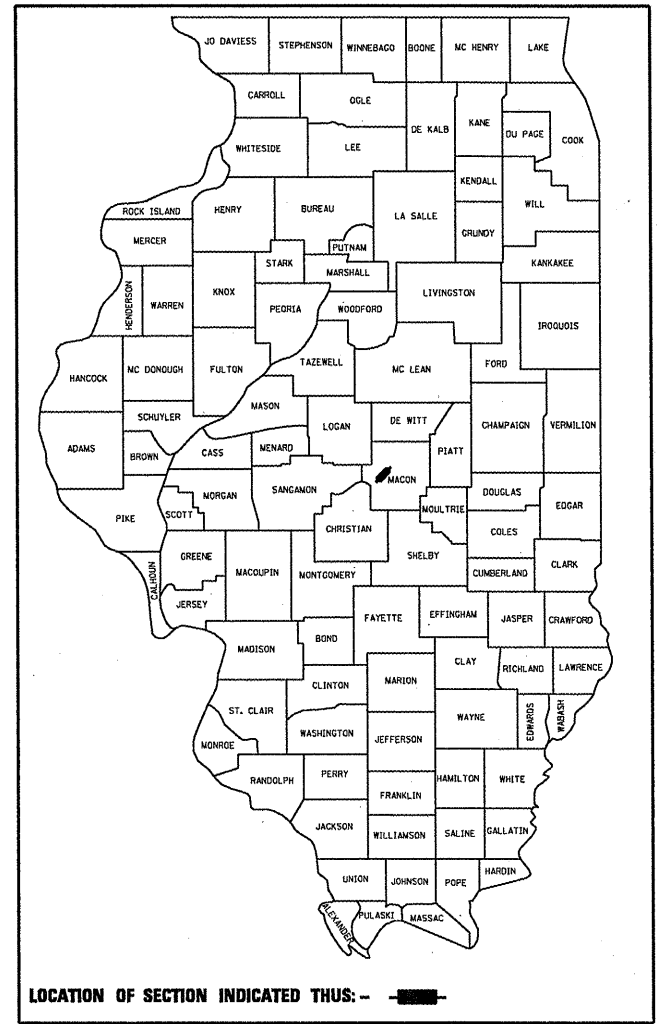 JO DAVIESS STEPHENSON WINNEBAGO BOONE MC HENRY LAKE
CARROLL OGLE DE KALB KANE DU PAGE COOK
WHITESIDE LEE
KENDALL
ROCK ISLAND HENRY BUREAU LA SALLE WILL
MERCER PUTNAM GRUNDY
STARK MARSHALL KANKAKEE
HENDERSON WARREN KNOX PEORIA WOODFORD LIVINGSTON IROQUOIS
HANCOCK MC DONOUGH FULTON TAZEWELL MC LEAN FORD
SCHUYLER MASON
ADAMS BROWN CASS MENARD LOGAN DE WITT PIATT CHAMPAIGN VERMILION
PIKE SCOTT MORGAN SANGAMON MACON MOULTRIE DOUGLAS EDGAR
CHRISTIAN COLES
CALHOUN GREENE MACOUPIN MONTGOMERY SHELBY CUMBERLAND CLARK
JERSEY
MADISON BOND FAYETTE EFFINGHAM JASPER CRAWFORD
CLINTON MARION CLAY RICHLAND LAWRENCE
ST. CLAIR WASHINGTON JEFFERSON WAYNE EDWARDS WABASH
MONROE
RANDOLPH PERRY FRANKLIN HAMILTON WHITE
JACKSON WILLIAMSON SALINE GALLATIN
UNION JOHNSON POPE HARDIN
ALEXANDER PULASKI MASSAC
LOCATION OF SECTION INDICATED THUS:-